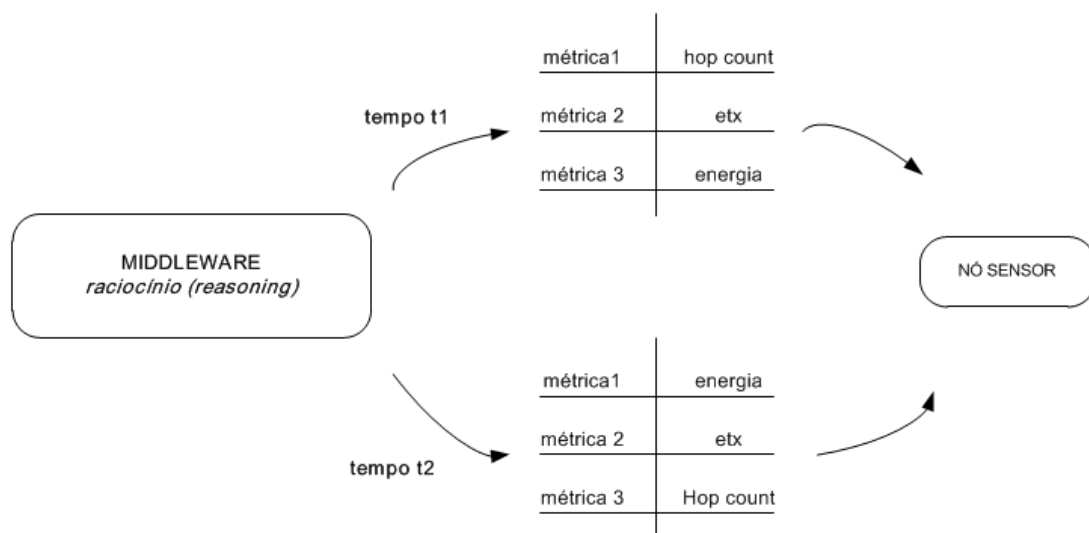 métrica1 hop count
tempo t1
métrica 2 etx
métrica 3 energia
MIDDLEWARE
raciocínio (reasoning)
NÓ SENSOR
métrica1 energia
métrica 2 etx
tempo t2
métrica 3 Hop count